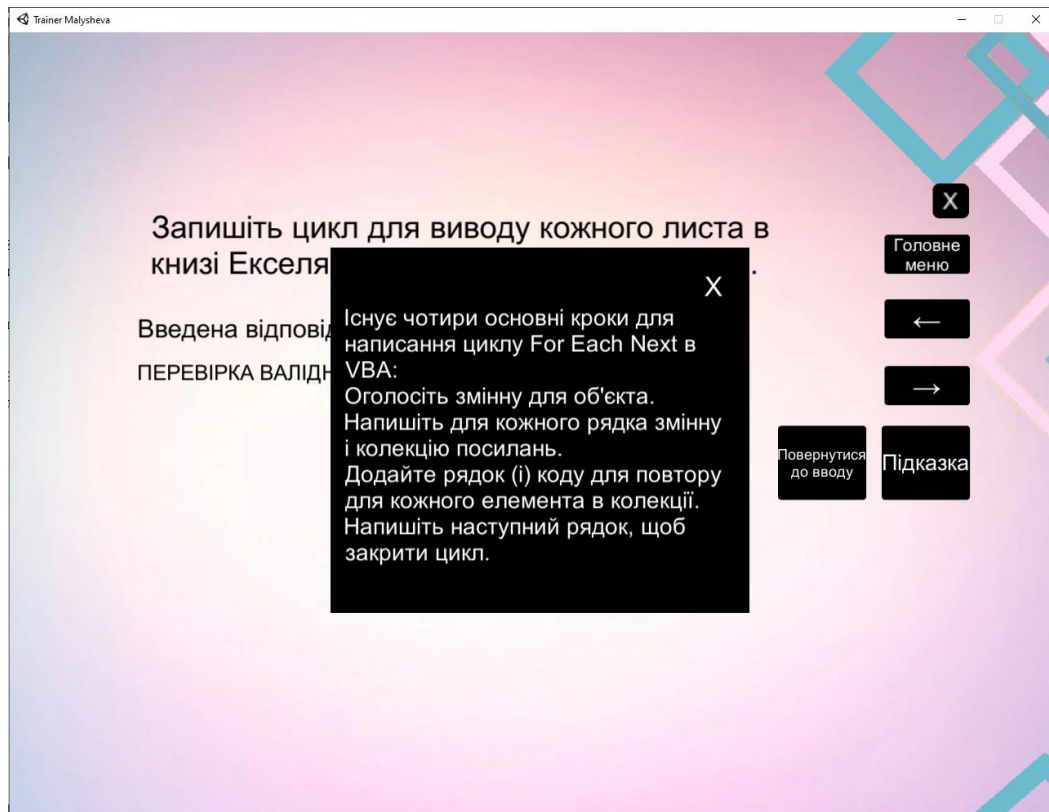 Trainer Malysheva
X
Запишіть цикл для виводу кожного листа в
книзі Екселя
.
Головне
меню
Введена
ПЕРЕВІРКА
←
→
Повернутися
до вводу
Підказка
X
Існує чотири основні кроки для
написання циклу For Each Next в
VBA:
Оголосіть змінну для об'єкта.
Напишіть для кожного рядка змінну
і колекцію посилань.
Додайте рядок (і) коду для повтору
для кожного елемента в колекції.
Напишіть наступний рядок, щоб
закрити цикл.